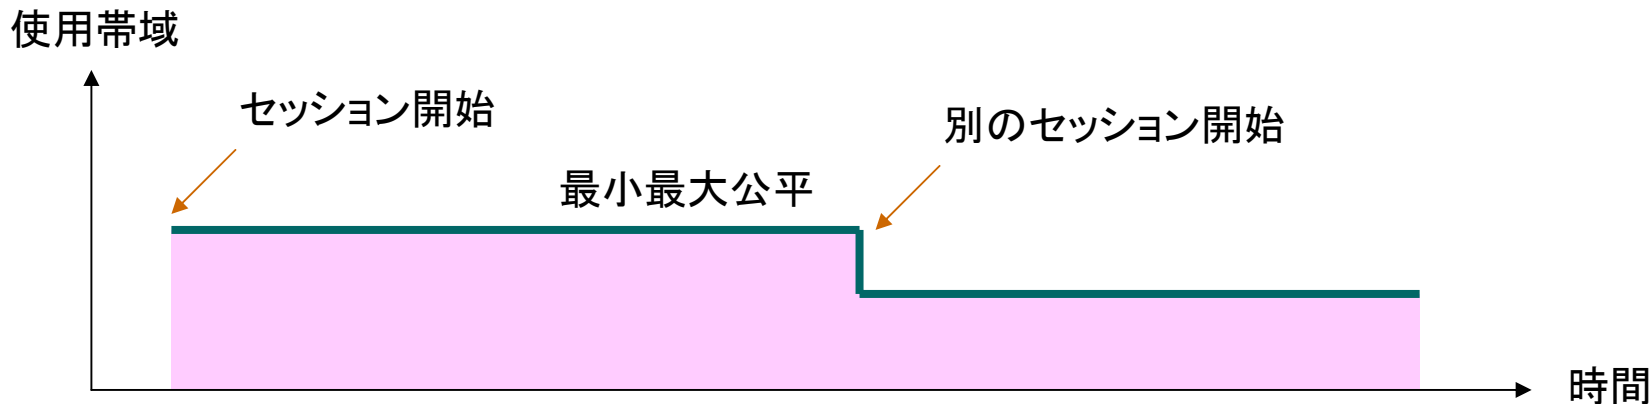 使用帯域
セッション開始
別のセッション開始
最小最大公平
時間